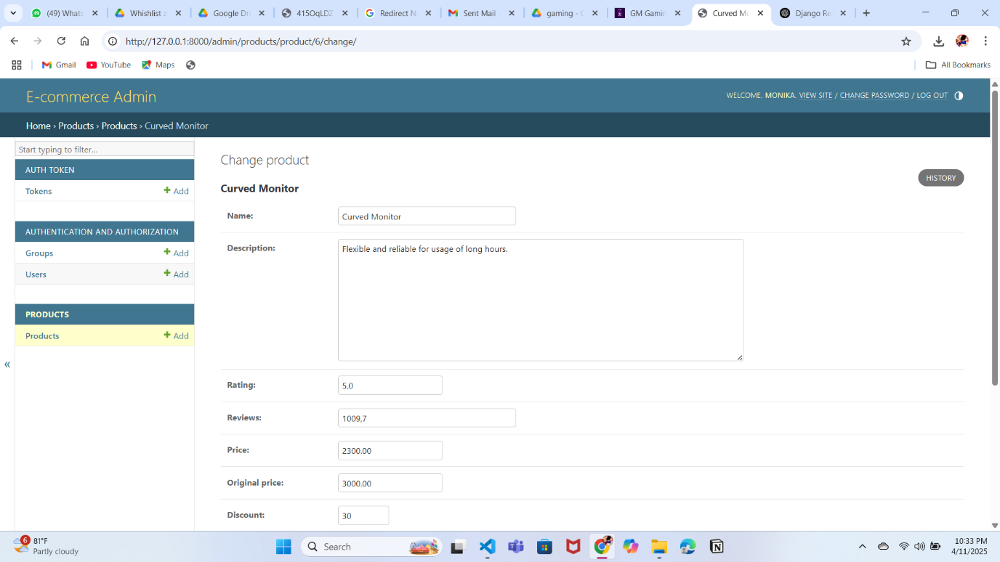 (49) Whats
Whishlist z
Google Dri
415OqLDZ
Redirect N
Sent Mail
gaming - G
GM Gamin
Curved Mo
Django Re
http://127.0.0.1:8000/admin/products/product/6/change/
Gmail
YouTube
Maps
All Bookmarks
E-commerce Admin
WELCOME, MONIKA. VIEW SITE / CHANGE PASSWORD / LOG OUT
Home › Products › Products › Curved Monitor
Start typing to filter...
AUTH TOKEN
Tokens
Add
AUTHENTICATION AND AUTHORIZATION
Groups
Add
Users
Add
PRODUCTS
Products
Add
«
Change product
HISTORY
Curved Monitor
Name:
Curved Monitor
Description:
Flexible and reliable for usage of long hours.
Rating:
5.0
Reviews:
1009,7
Price:
2300.00
Original price:
3000.00
Discount:
30
6
81°F
Partly cloudy
Search
10:33 PM
4/11/2025